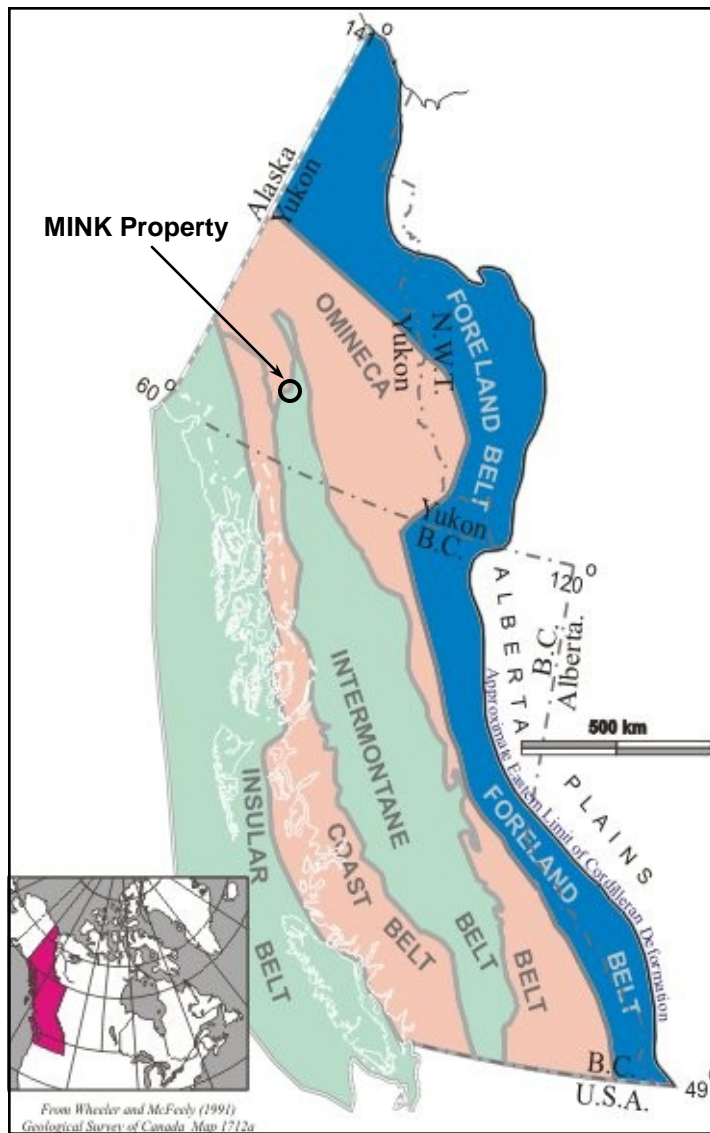 141°
Alaska
Yukon
MINK Property
OMINECA
Yukon
N.W.T.
FORELAND BELT
60°
Yukon
B.C.
120°
ALBERTA PLAINS
B.C.
Alberta.
Approximate Eastern Limit of Cordilleran Deformation
500 km
INTERMONTANE BELT
INSULAR BELT
COAST BELT
FORELAND BELT
BELT
B.C.
U.S.A.
49°
From Wheeler and McFeely (1991)
Geological Survey of Canada Map 1712a